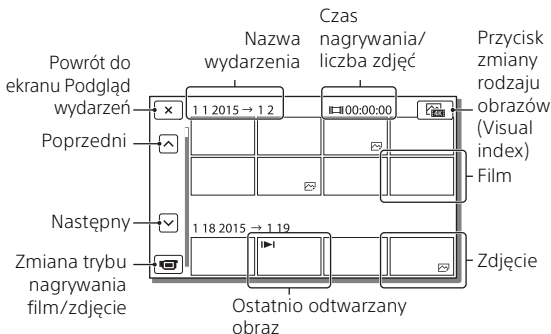 Powrót do
ekranu Podgląd
wydarzeń
Nazwa
wydarzenia
Czas
nagrywania/
liczba zdjęć
Przycisk
zmiany
rodzaju
obrazów
(Visual
index)
Poprzedni
1 1 2015 → 1 2
00:00:00
4K
Film
Następny
1 18 2015 → 1 19
Zmiana trybu
nagrywania
film/zdjęcie
Zdjęcie
Ostatnio odtwarzany
obraz